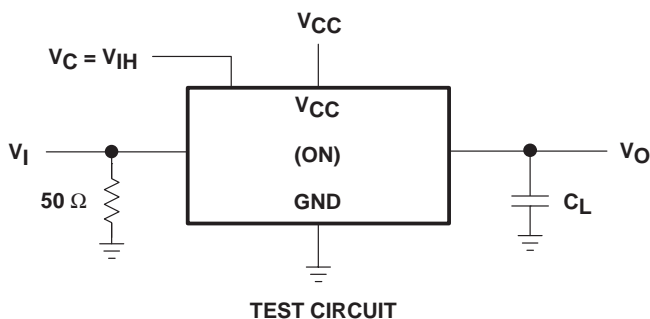 VCC
VC = VIH
VCC
VI
(ON)
VO
50 Ω
GND
CL
TEST CIRCUIT